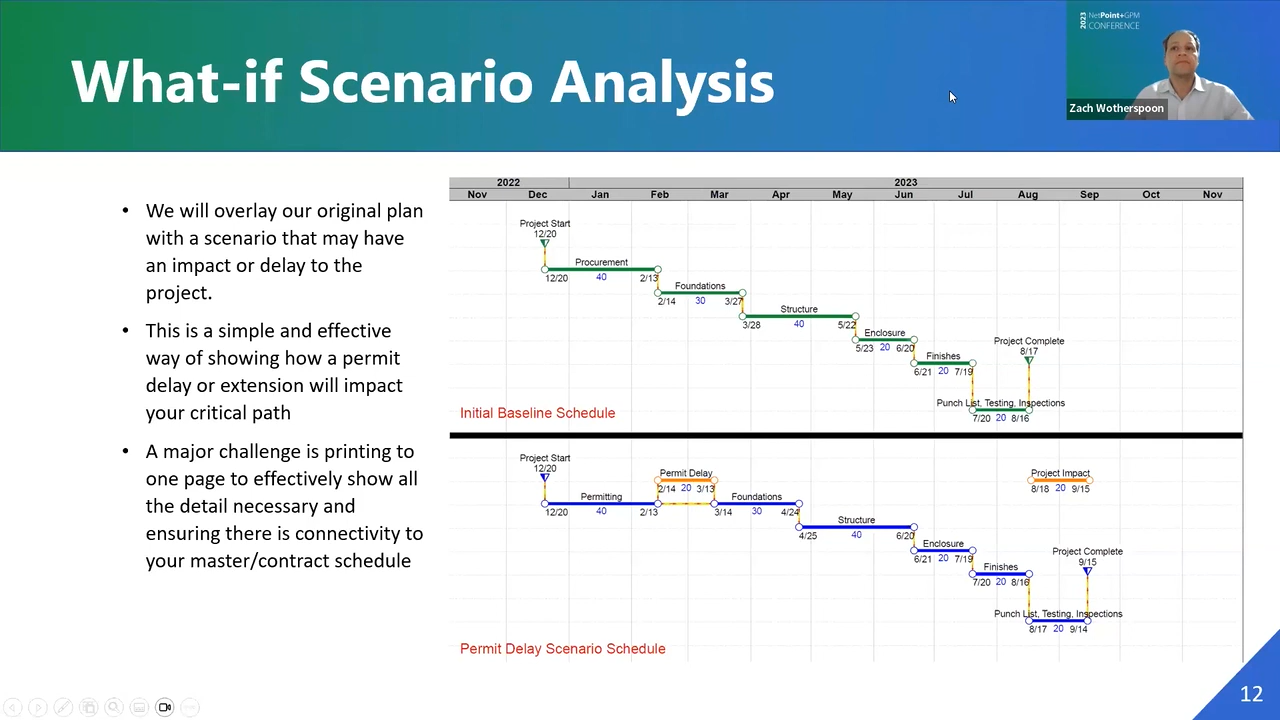 What-if Scenario Analysis
2023 NetPoint+GPM
CONFERENCE
Zach Wotherspoon
• We will overlay our original plan
with a scenario that may have
an impact or delay to the
project.
• This is a simple and effective
way of showing how a permit
delay or extension will impact
your critical path
• A major challenge is printing to
one page to effectively show all
the detail necessary and
ensuring there is connectivity to
your master/contract schedule
2022 2023
Nov Dec Jan Feb Mar Apr May Jun Jul Aug Sep Oct Nov
Project Start
12/20
Procurement
12/20 40 2/13
Foundations
2/14 30 3/27
Structure
3/28 40 5/22
Enclosure
5/23 20 6/20
Finishes
6/21 20 7/19
Project Complete
8/17
Punch List, Testing, Inspections
7/20 20 8/16
Initial Baseline Schedule
Project Start
12/20
Permitting
12/20 40 2/13
Permit Delay
2/14 20 3/13
Foundations
3/14 30 4/24
Structure
4/25 40 6/20
Enclosure
6/21 20 7/19
Finishes
7/20 20 8/16
Project Impact
8/18 20 9/15
Project Complete
9/15
Punch List, Testing, Inspections
8/17 20 9/14
Permit Delay Scenario Schedule
12